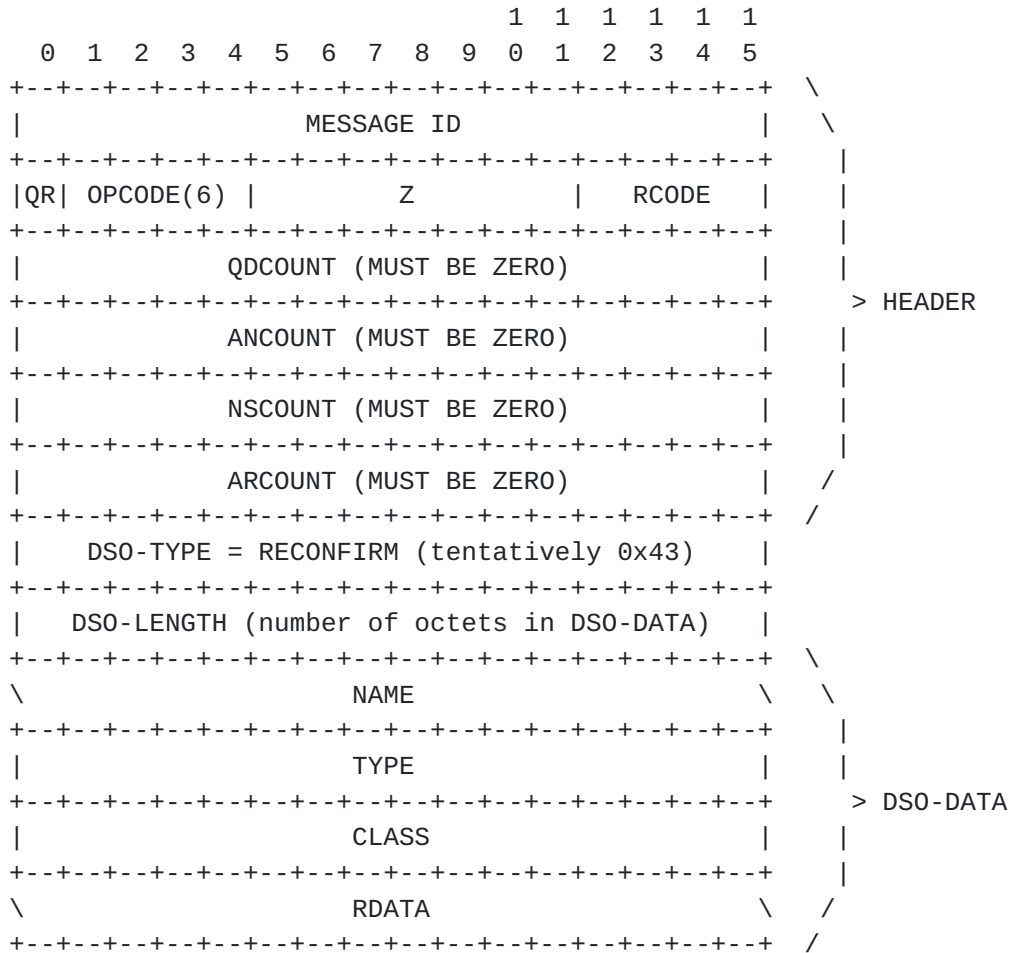 1  1  1  1  1  1
  0  1  2  3  4  5  6  7  8  9  0  1  2  3  4  5
+--+--+--+--+--+--+--+--+--+--+--+--+--+--+--+--+  \
|                  MESSAGE ID                   |   \
+--+--+--+--+--+--+--+--+--+--+--+--+--+--+--+--+    |
|QR| OPCODE(6) |         Z          |   RCODE   |    |
+--+--+--+--+--+--+--+--+--+--+--+--+--+--+--+--+    |
|             QDCOUNT (MUST BE ZERO)            |    |
+--+--+--+--+--+--+--+--+--+--+--+--+--+--+--+--+     > HEADER
|             ANCOUNT (MUST BE ZERO)            |    |
+--+--+--+--+--+--+--+--+--+--+--+--+--+--+--+--+    |
|             NSCOUNT (MUST BE ZERO)            |    |
+--+--+--+--+--+--+--+--+--+--+--+--+--+--+--+--+    |
|             ARCOUNT (MUST BE ZERO)            |   /
+--+--+--+--+--+--+--+--+--+--+--+--+--+--+--+--+  /
|    DSO-TYPE = RECONFIRM (tentatively 0x43)    |
+--+--+--+--+--+--+--+--+--+--+--+--+--+--+--+--+
|   DSO-LENGTH (number of octets in DSO-DATA)   |
+--+--+--+--+--+--+--+--+--+--+--+--+--+--+--+--+  \
\                     NAME                      \   \
+--+--+--+--+--+--+--+--+--+--+--+--+--+--+--+--+    |
|                     TYPE                      |    |
+--+--+--+--+--+--+--+--+--+--+--+--+--+--+--+--+     > DSO-DATA
|                     CLASS                     |    |
+--+--+--+--+--+--+--+--+--+--+--+--+--+--+--+--+    |
\                     RDATA                     \   /
+--+--+--+--+--+--+--+--+--+--+--+--+--+--+--+--+  /